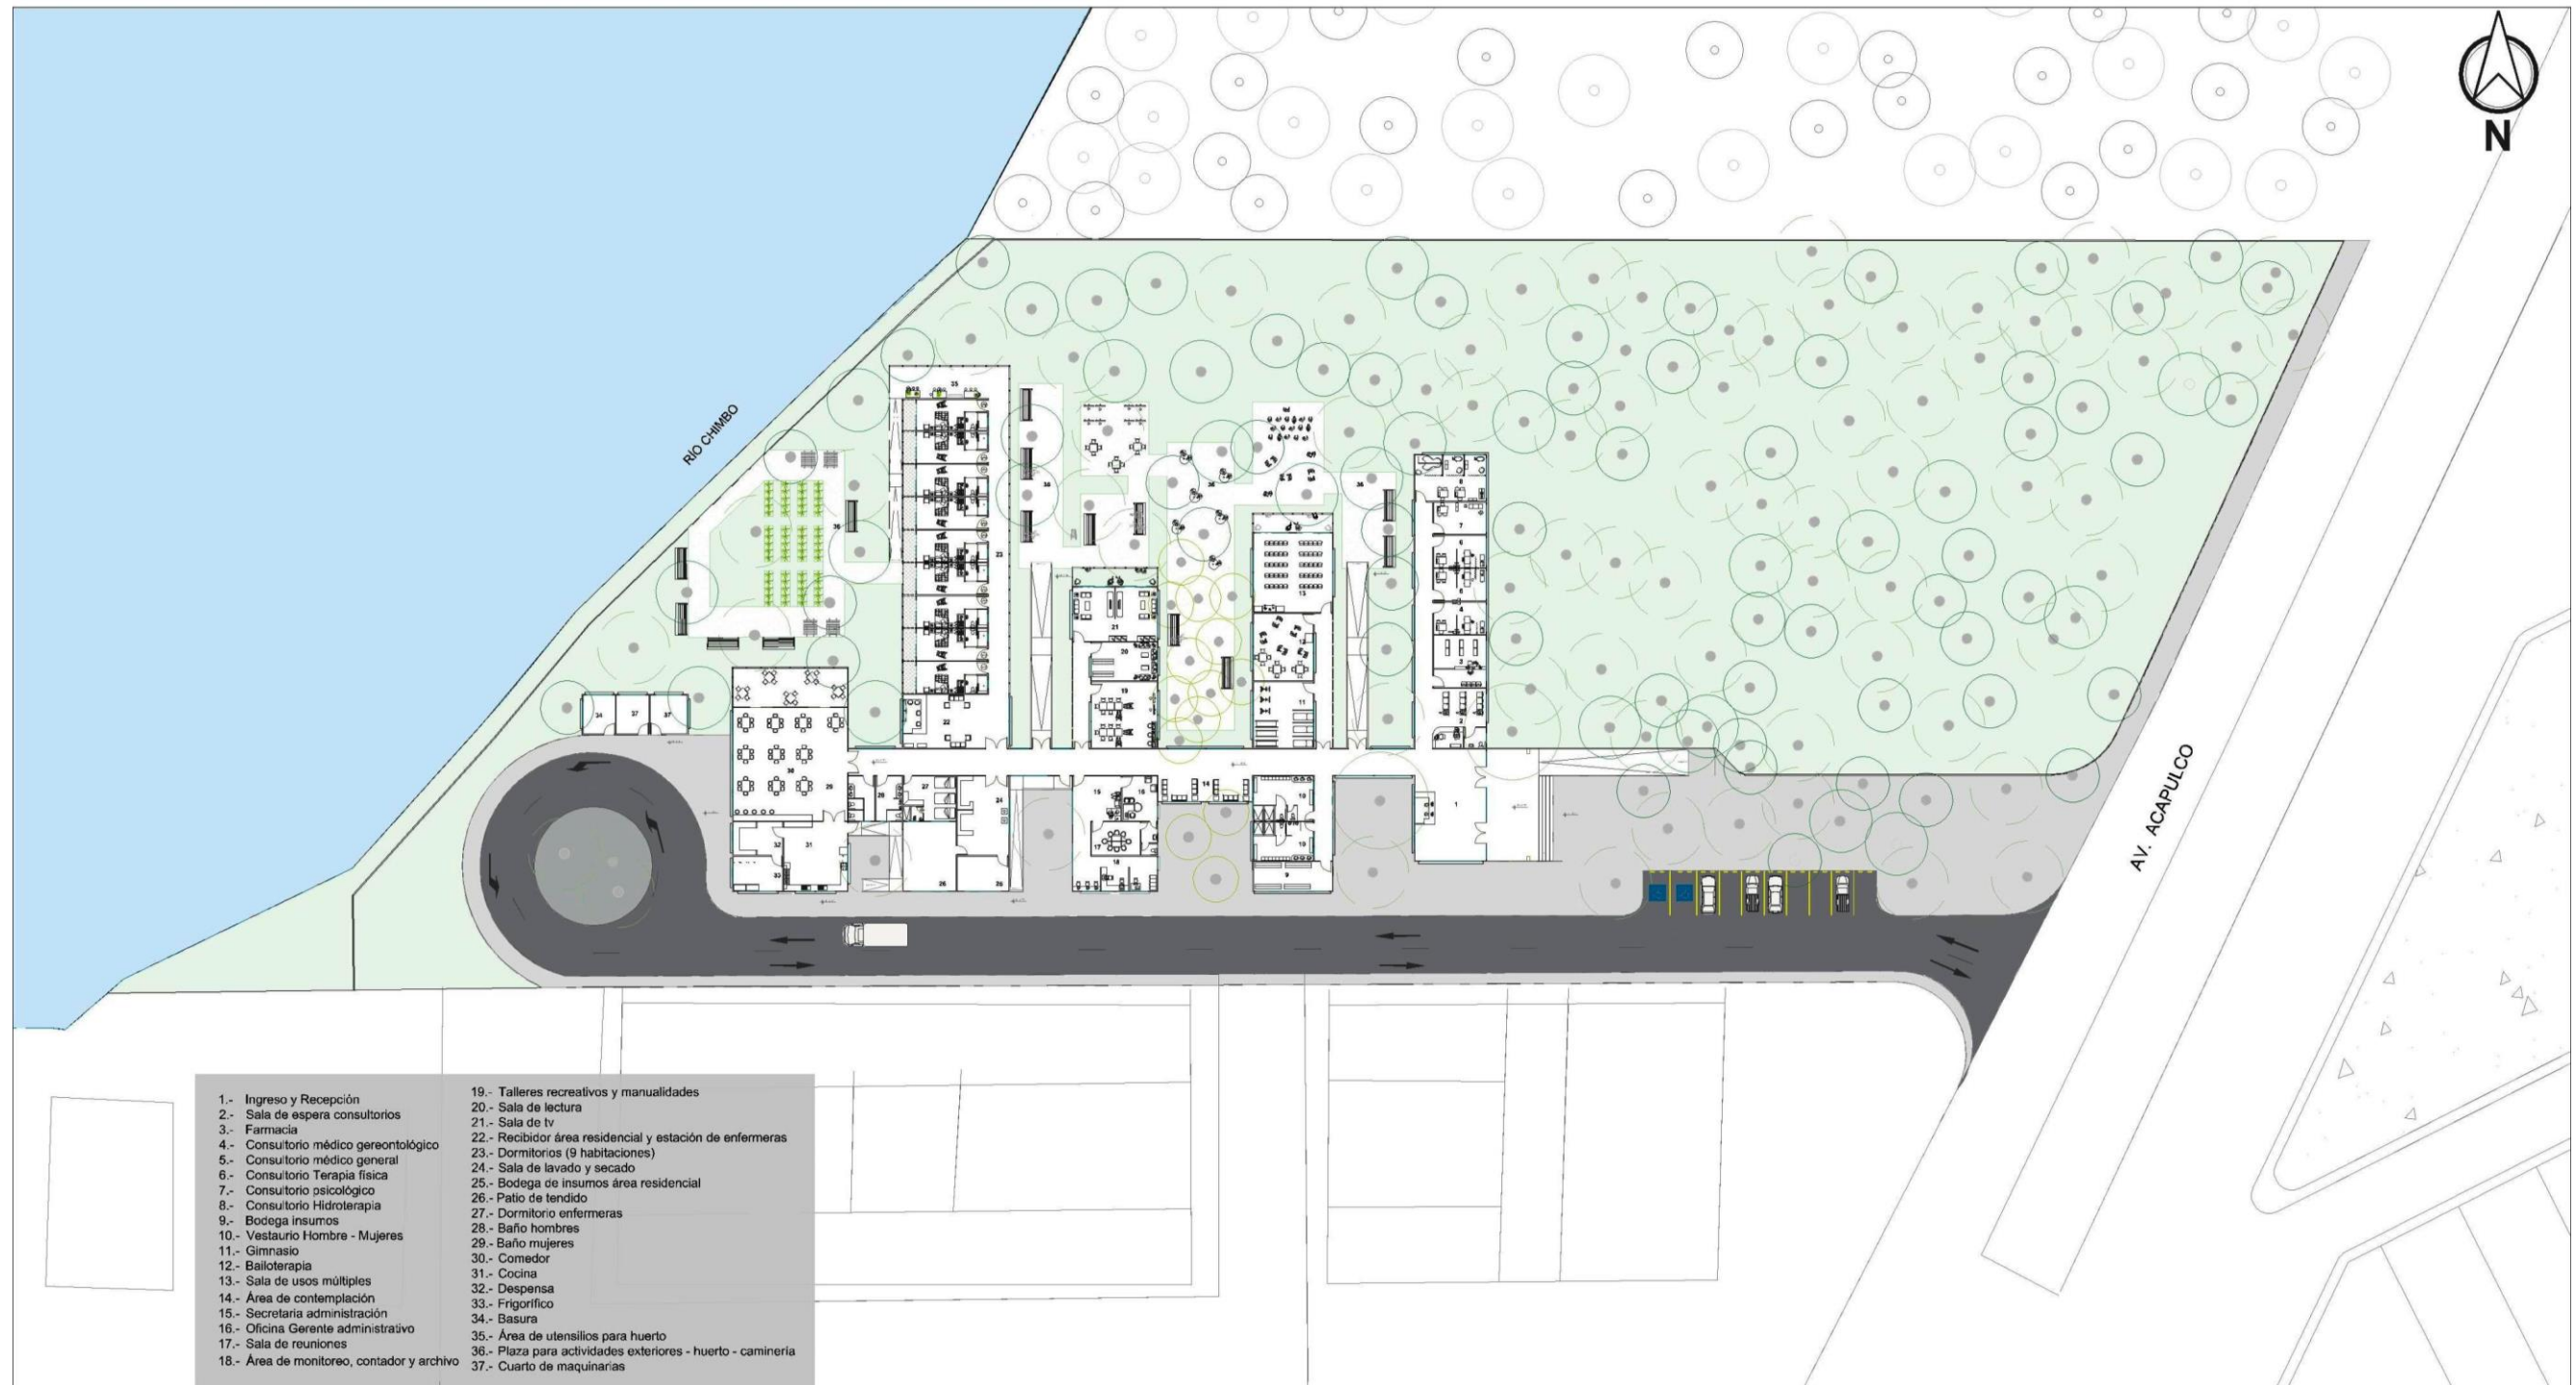 N
RÍO CHIMBO
AV. ACAPULCO
1.- Ingreso y Recepción
2.- Sala de espera consultorios
3.- Farmacia
4.- Consultorio médico gereontológico
5.- Consultorio médico general
6.- Consultorio Terapia física
7.- Consultorio psicológico
8.- Consultorio Hidroterapia
9.- Bodega insumos
10.- Vestaurio Hombre - Mujeres
11.- Gimnasio
12.- Bailoterapia
13.- Sala de usos múltiples
14.- Área de contemplación
15.- Secretaria administración
16.- Oficina Gerente administrativo
17.- Sala de reuniones
18.- Área de monitoreo, contador y archivo
19.- Talleres recreativos y manualidades
20.- Sala de lectura
21.- Sala de tv
22.- Recibidor área residencial y estación de enfermeras
23.- Dormitorios (9 habitaciones)
24.- Sala de lavado y secado
25.- Bodega de insumos área residencial
26.- Patio de tendido
27.- Dormitorio enfermeras
28.- Baño hombres
29.- Baño mujeres
30.- Comedor
31.- Cocina
32.- Despensa
33.- Frigorífico
34.- Basura
35.- Área de utensilios para huerto
36.- Plaza para actividades exteriores - huerto - caminería
37.- Cuarto de maquinarias